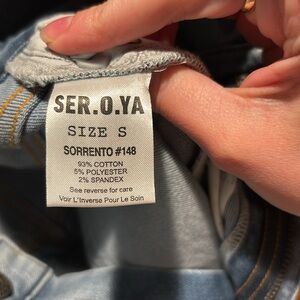 SER.O.YA
SIZE S
SORRENTO #148
93% COTTON
5% POLYESTER
2% SPANDEX
See reverse for care
Voir L'Inverse Pour Le Soin